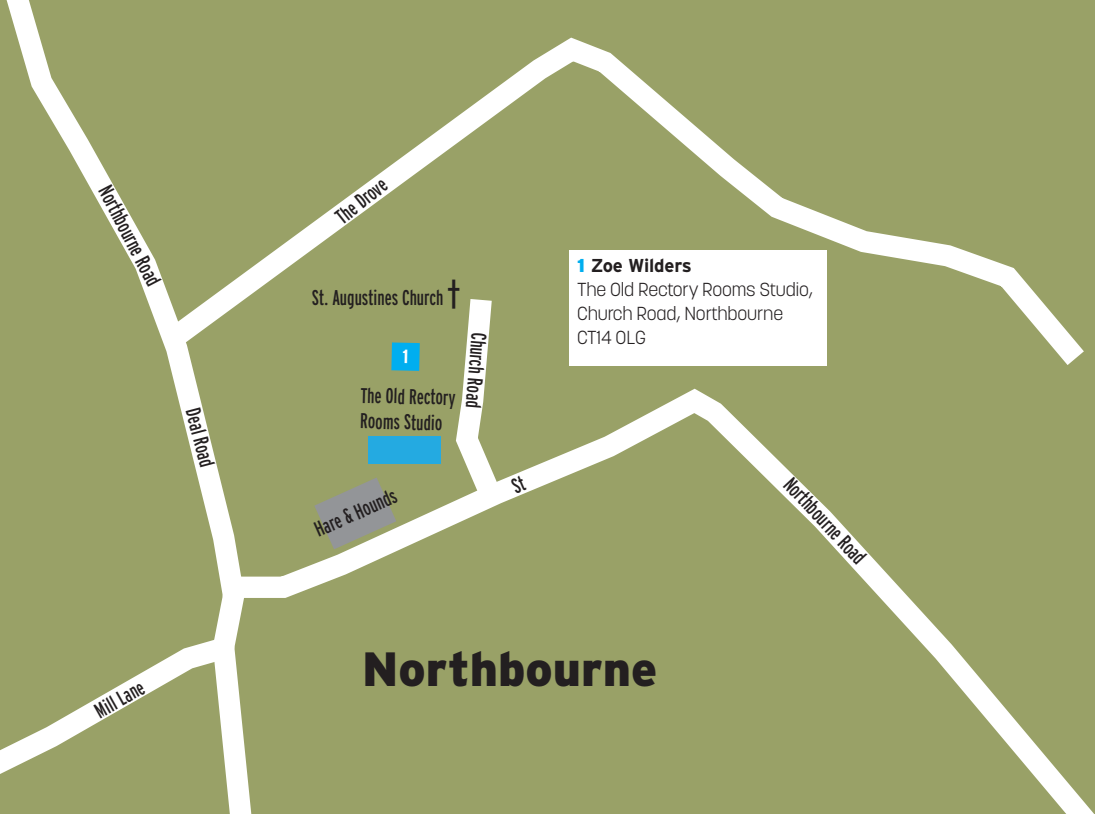 The Drove
Northbourne Road
1 Zoe Wilders
The Old Rectory Rooms Studio,
Church Road, Northbourne
CT14 0LG
St. Augustines Church
1
Church Road
The Old Rectory
Rooms Studio
Deal Road
St
Hare & Hounds
Northbourne Road
Northbourne
Mill Lane